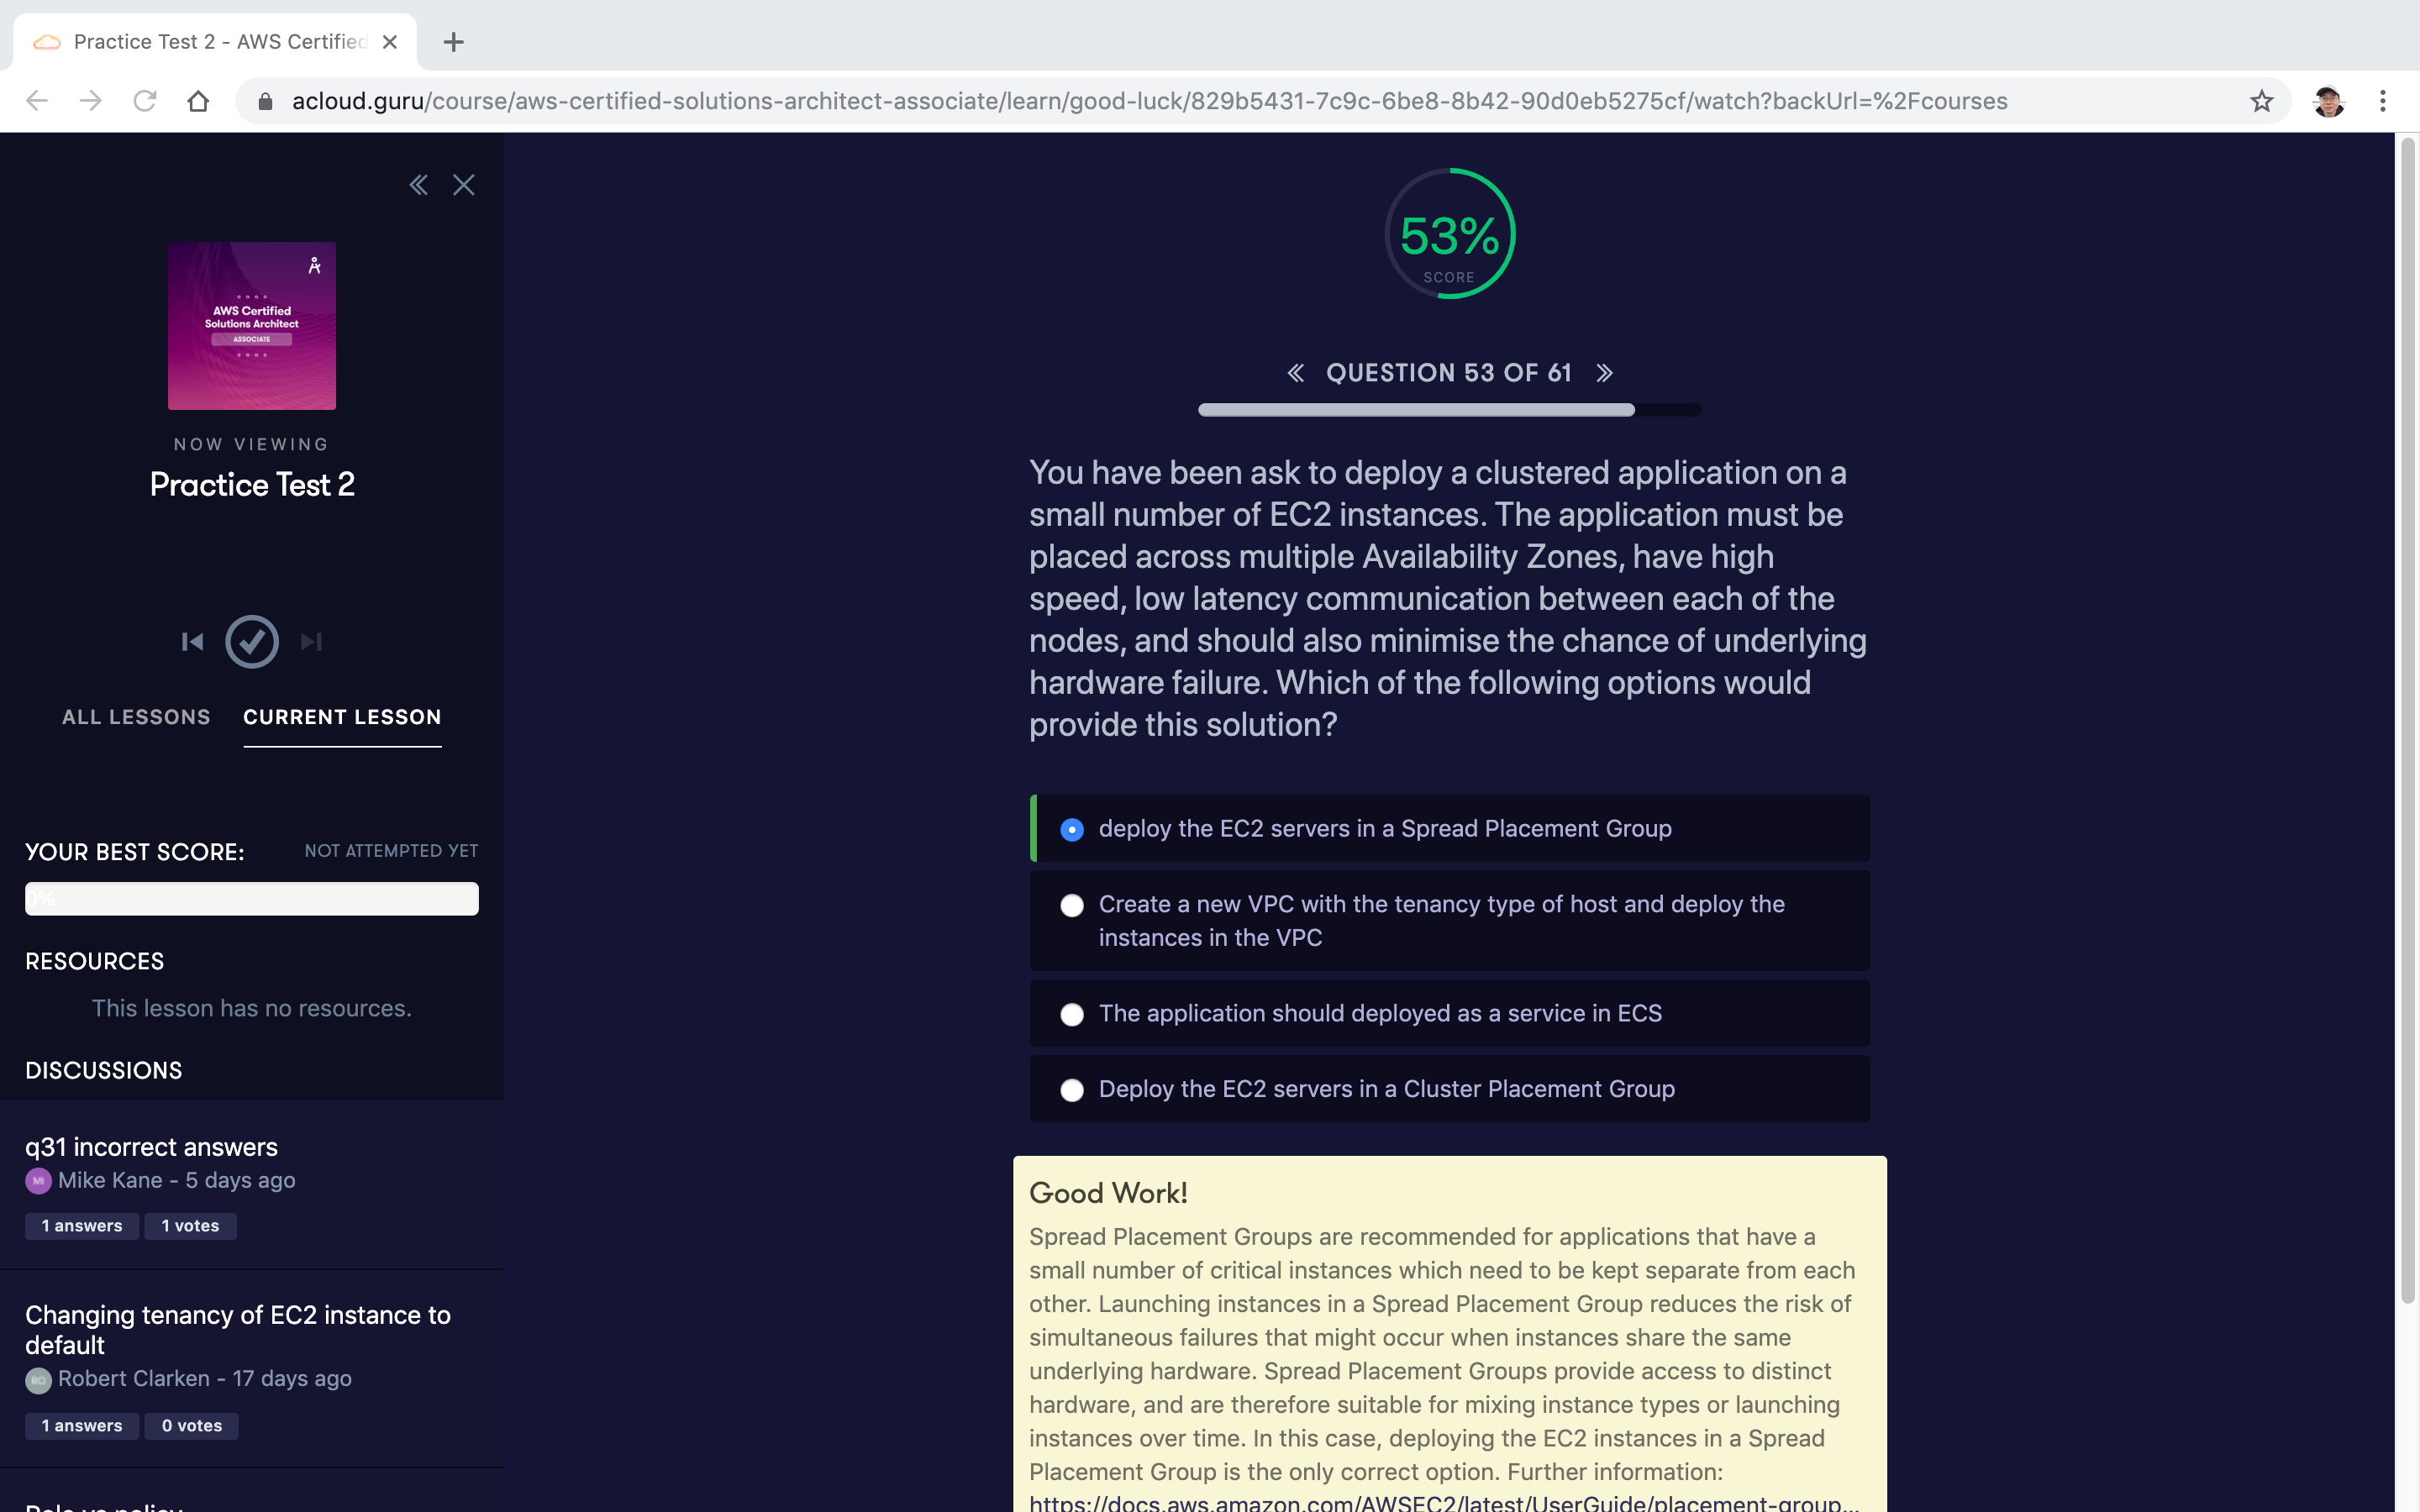 Practice Test 2 - AWS Certified
acloud.guru/course/aws-certified-solutions-architect-associate/learn/good-luck/829b5431-7c9c-6be8-8b42-90d0eb5275cf/watch?backUrl=%2Fcourses
AWS Certified
Solutions Architect
ASSOCIATE
NOW VIEWING
Practice Test 2
ALL LESSONS CURRENT LESSON
YOUR BEST SCORE: NOT ATTEMPTED YET
0%
RESOURCES
This lesson has no resources.
DISCUSSIONS
q31 incorrect answers
MI Mike Kane - 5 days ago
1 answers 1 votes
Changing tenancy of EC2 instance to
default
RO Robert Clarken - 17 days ago
1 answers 0 votes
53%
SCORE
QUESTION 53 OF 61
You have been ask to deploy a clustered application on a
small number of EC2 instances. The application must be
placed across multiple Availability Zones, have high
speed, low latency communication between each of the
nodes, and should also minimise the chance of underlying
hardware failure. Which of the following options would
provide this solution?
deploy the EC2 servers in a Spread Placement Group
Create a new VPC with the tenancy type of host and deploy the
instances in the VPC
The application should deployed as a service in ECS
Deploy the EC2 servers in a Cluster Placement Group
Good Work!
Spread Placement Groups are recommended for applications that have a
small number of critical instances which need to be kept separate from each
other. Launching instances in a Spread Placement Group reduces the risk of
simultaneous failures that might occur when instances share the same
underlying hardware. Spread Placement Groups provide access to distinct
hardware, and are therefore suitable for mixing instance types or launching
instances over time. In this case, deploying the EC2 instances in a Spread
Placement Group is the only correct option. Further information:
https://docs.aws.amazon.com/AWSEC2/latest/UserGuide/placement-group...